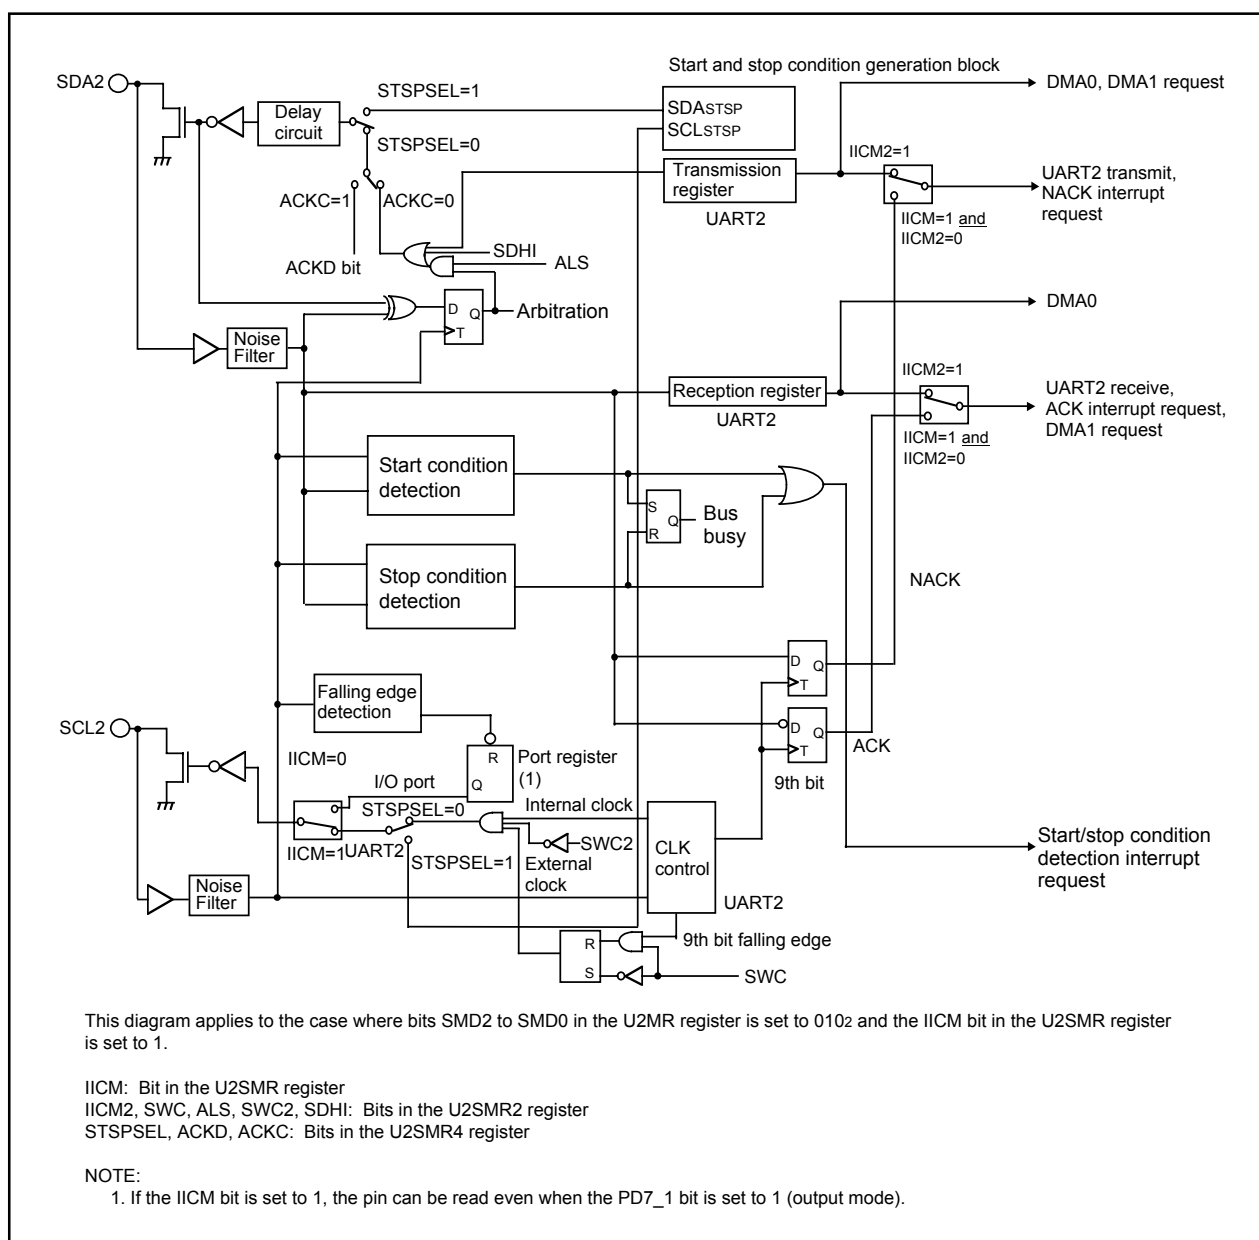 SDA2
STSPSEL=1
Start and stop condition generation block
DMA0, DMA1 request
Delay
circuit
SDASTSP
SCLSTSP
STSPSEL=0
IICM2=1
Transmission
register
UART2 transmit,
NACK interrupt
request
ACKC=1
ACKC=0
UART2
IICM=1 and
IICM2=0
SDHI
ACKD bit
ALS
D
Q
T
Arbitration
DMA0
Noise
Filter
IICM2=1
Reception register
UART2
UART2 receive,
ACK interrupt request,
DMA1 request
IICM=1 and
IICM2=0
Start condition
detection
S
Q
R
Bus
busy
Stop condition
detection
NACK
D
Q
T
Falling edge
detection
SCL2
D
Q
T
ACK
9th bit
IICM=0
R
Q
Port register
(1)
I/O port
STSPSEL=0
Internal clock
SWC2
IICM=1
UART2
STSPSEL=1
External
clock
CLK
control
UART2
Start/stop condition
detection interrupt
request
Noise
Filter
R
S
9th bit falling edge
SWC
This diagram applies to the case where bits SMD2 to SMD0 in the U2MR register is set to 0102 and the IICM bit in the U2SMR register
is set to 1.
IICM: Bit in the U2SMR register
IICM2, SWC, ALS, SWC2, SDHI: Bits in the U2SMR2 register
STSPSEL, ACKD, ACKC: Bits in the U2SMR4 register
NOTE:
1. If the IICM bit is set to 1, the pin can be read even when the PD7_1 bit is set to 1 (output mode).